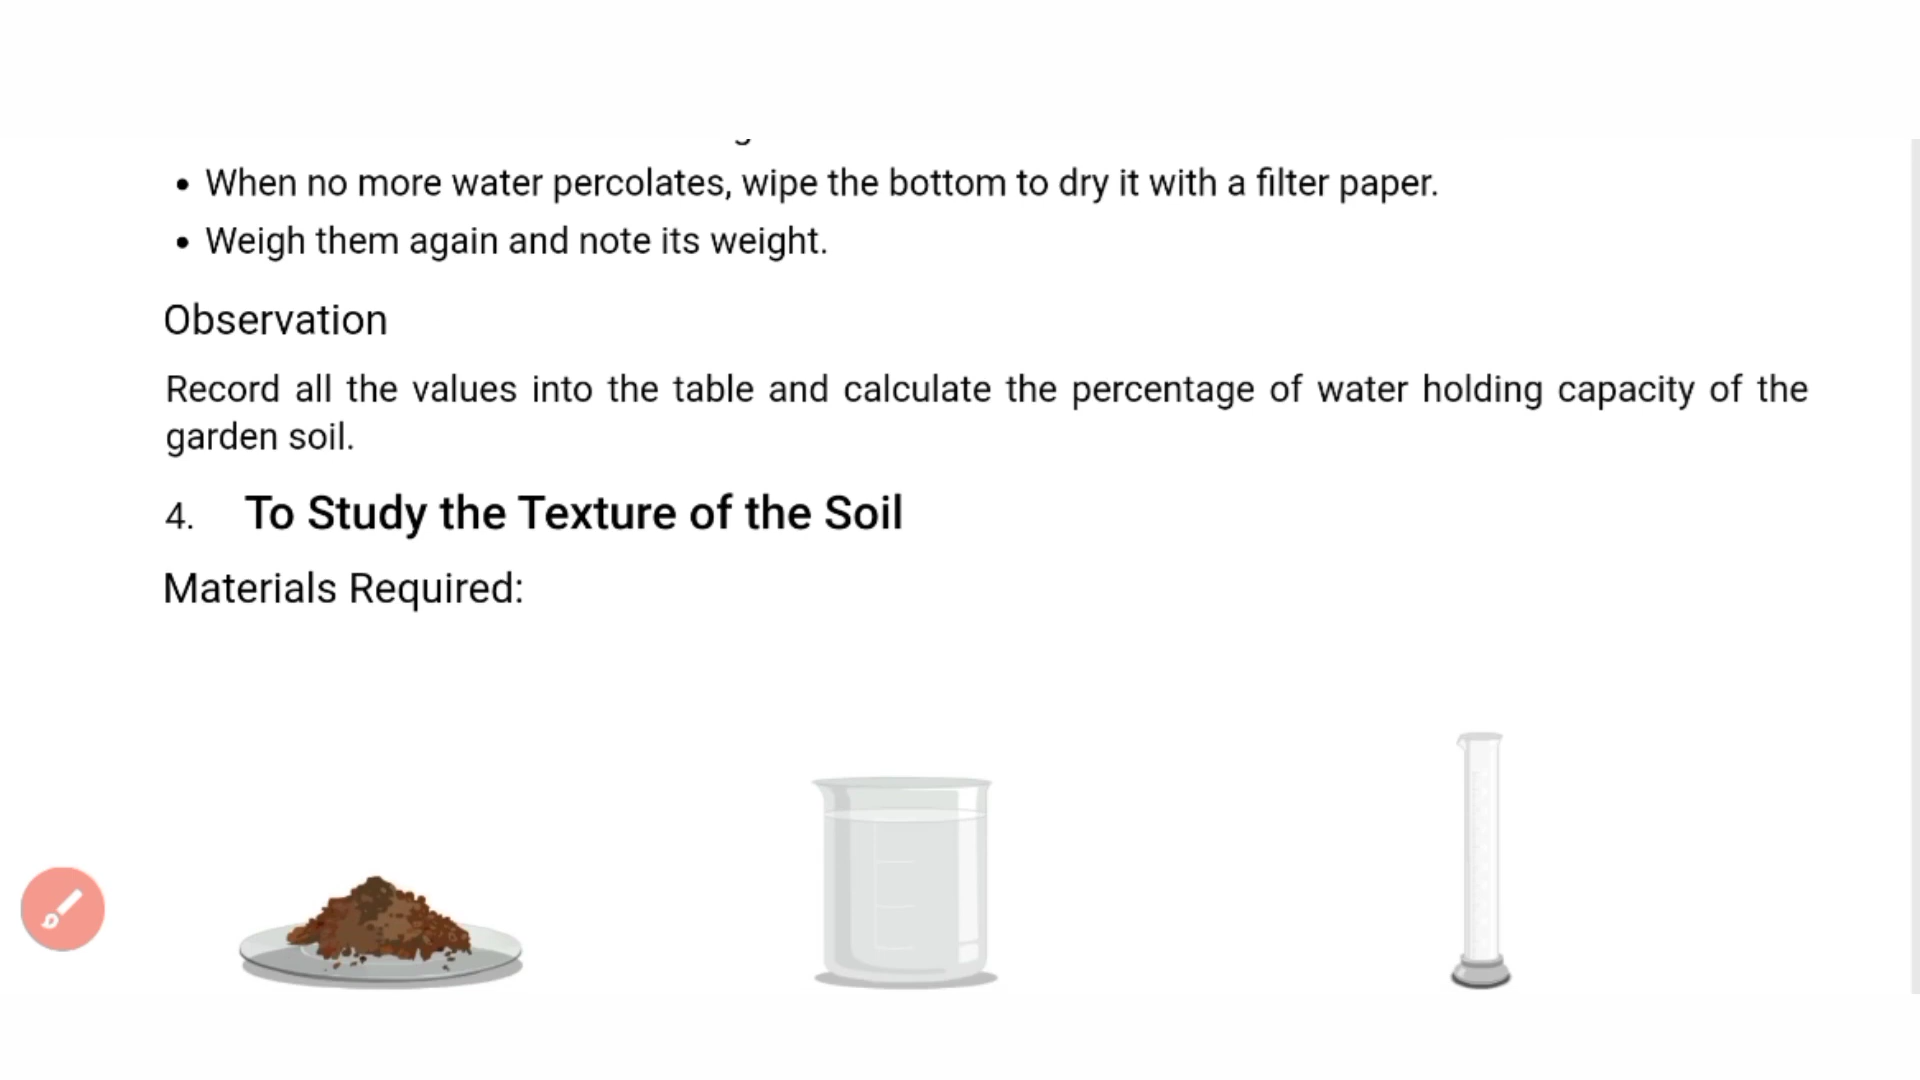 • When no more water percolates, wipe the bottom to dry it with a filter paper.
• Weigh them again and note its weight.
Observation
Record all the values into the table and calculate the percentage of water holding capacity of the
garden soil.
4. To Study the Texture of the Soil
Materials Required: